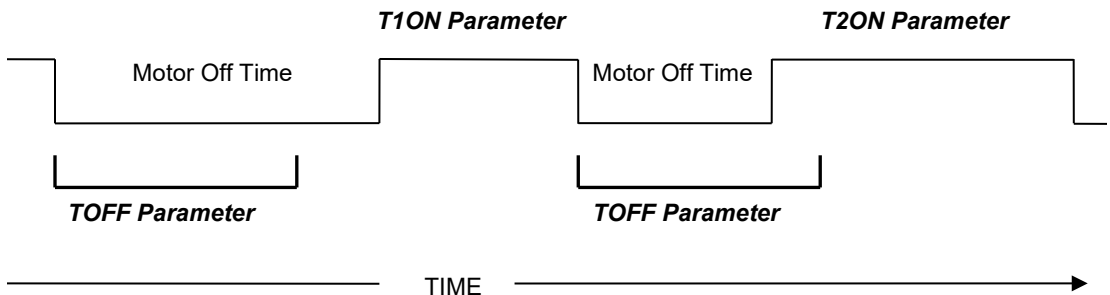 T1ON Parameter
T2ON Parameter
Motor Off Time
Motor Off Time
TOFF Parameter
TOFF Parameter
TIME